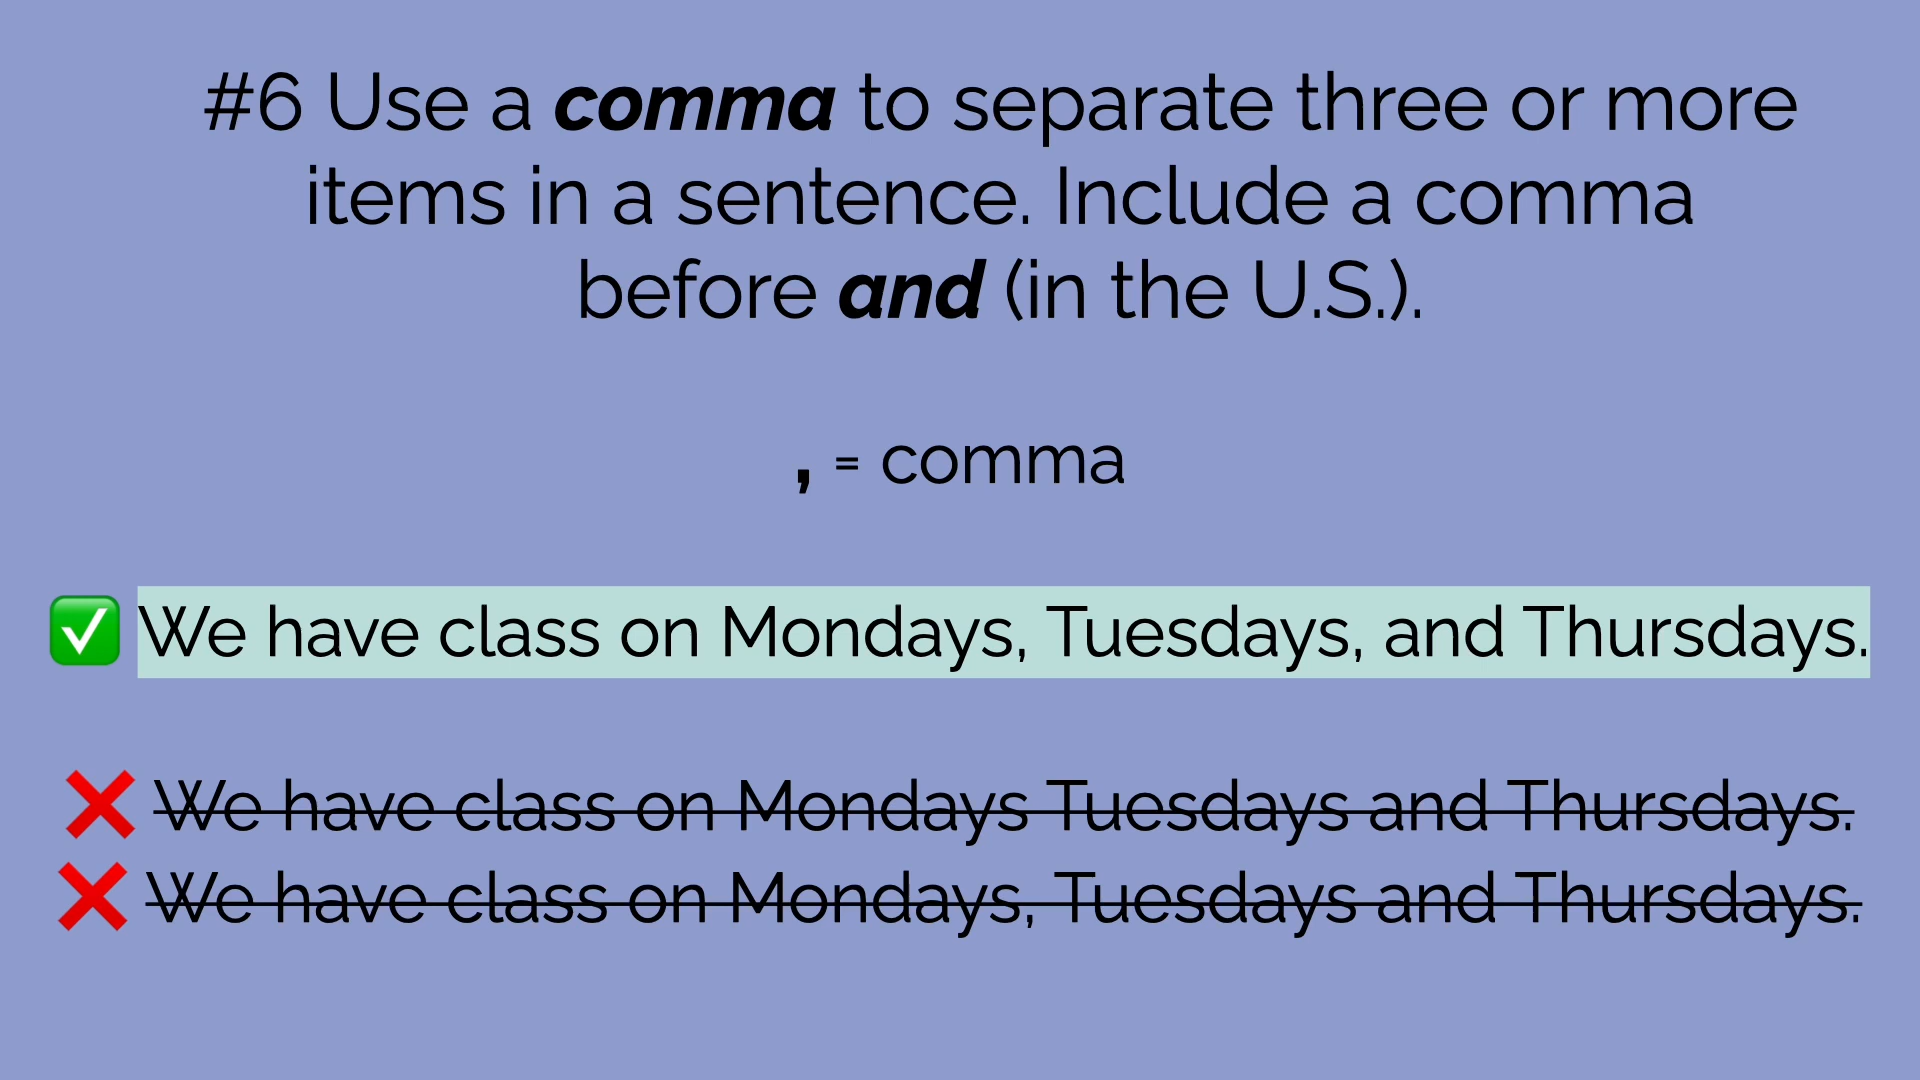 #6 Use a comma to separate three or more
items in a sentence. Include a comma
before and (in the U.S.).
, = comma
✅ We have class on Mondays, Tuesdays, and Thursdays.
❌ We have class on Mondays Tuesdays and Thursdays.
❌ We have class on Mondays, Tuesdays and Thursdays.